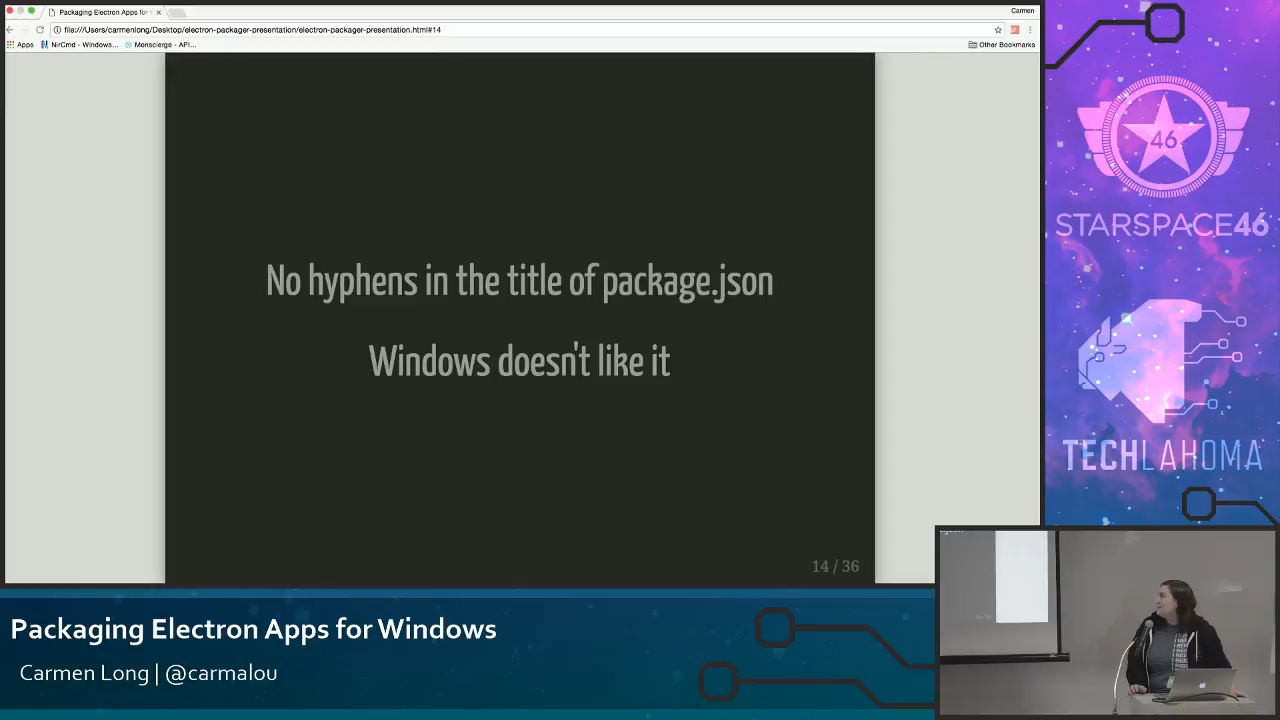 Packaging Electron Apps for
Carmen
file:///Users/carmenlong/Desktop/electron-packager-presentation/electron-packager-presentation.html#14
Apps
NirCmd - Windows...
Monscierge - API...
Other Bookmarks
No hyphens in the title of package.json
Windows doesn't like it
14 / 36
46
STARSPACE46
TECHLAHOMA
Packaging Electron Apps for Windows
Carmen Long | @carmalou